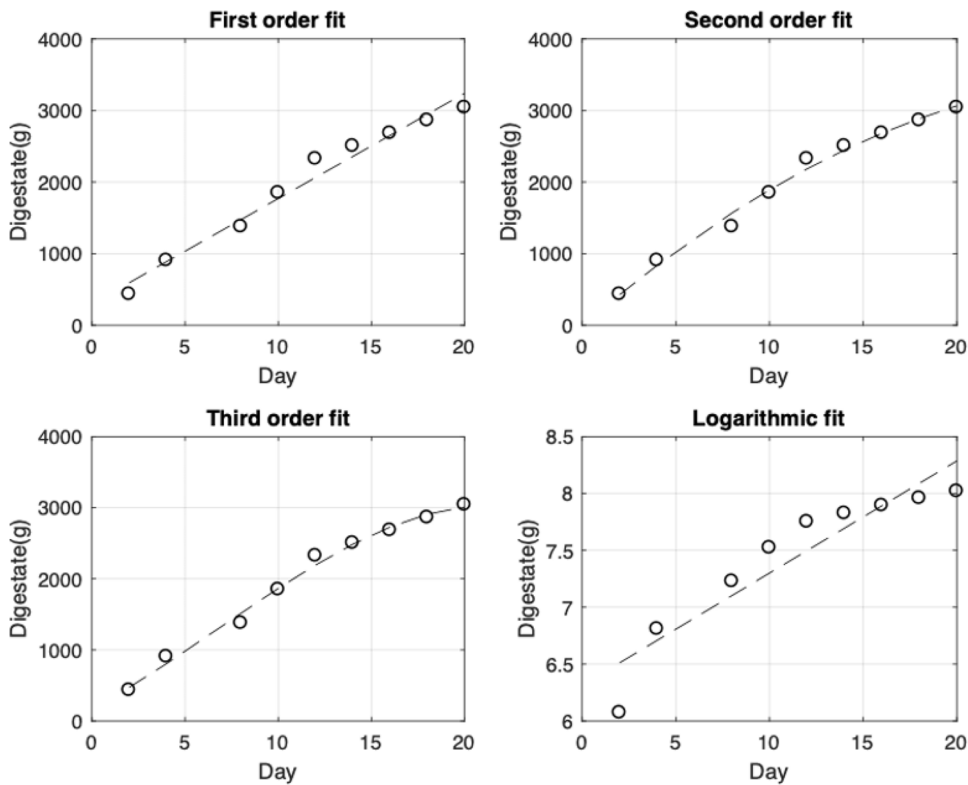 First order fit
4000
3000
2000
1000
0
Digestate(g)
0 5 10 15 20
Day
Second order fit
4000
3000
2000
1000
0
Digestate(g)
0 5 10 15 20
Day
Third order fit
4000
3000
2000
1000
0
Digestate(g)
0 5 10 15 20
Day
Logarithmic fit
8.5
8
7.5
7
6.5
6
Digestate(g)
0 5 10 15 20
Day